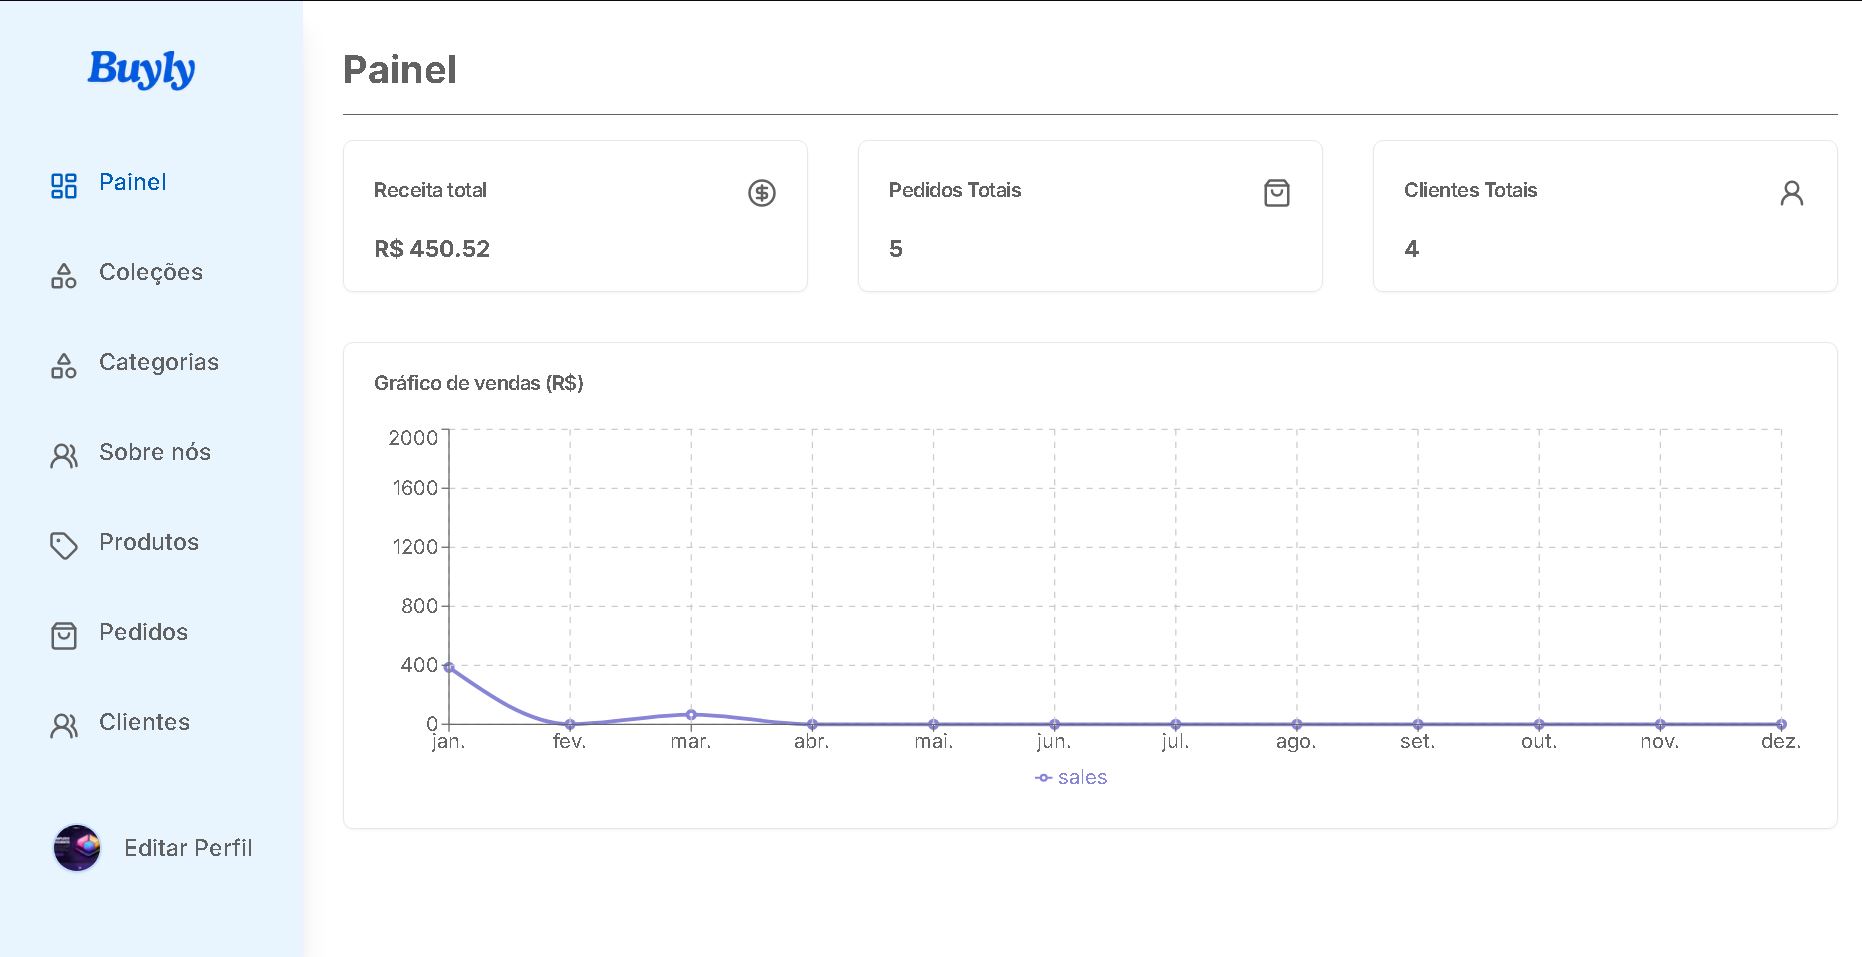 Buyly
Painel
Coleções
Categorias
Sobre nós
Produtos
Pedidos
Clientes
Editar Perfil
Painel
Receita total
R$ 450.52
Pedidos Totais
5
Clientes Totais
4
Gráfico de vendas (R$)
2000
1600
1200
800
400
0
jan. fev. mar. abr. mai. jun. jul. ago. set. out. nov. dez.
sales